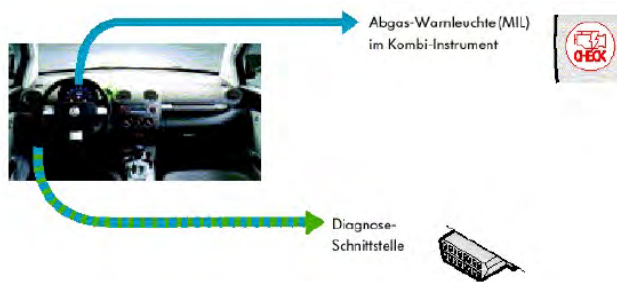 Abgas-Warnleuchte (MIL)
im Kombi-Instrument
CHECK
Diagnose-
Schnittstelle